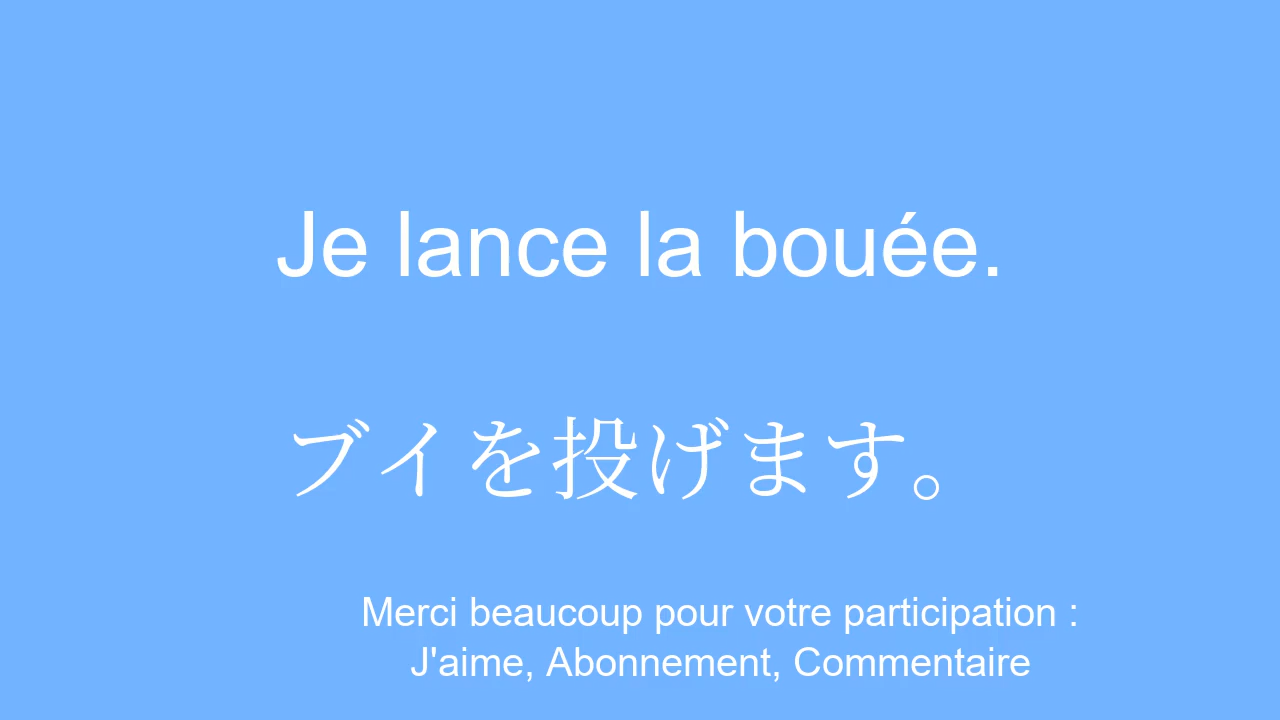 Je lance la bouée.
ブイを投げます。
Merci beaucoup pour votre participation :
J'aime, Abonnement, Commentaire